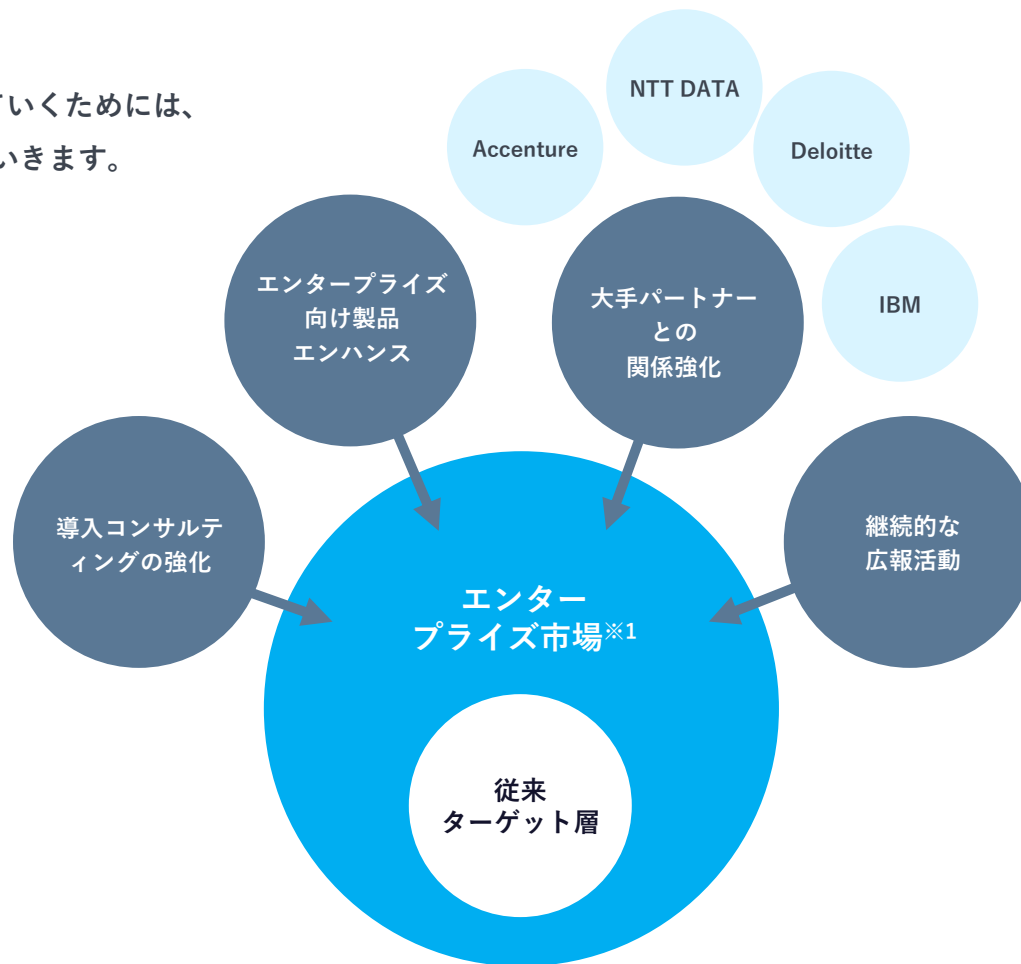 ていくためには、
いきます。
NTT DATA
Accenture
Deloitte
IBM
エンタープライズ
向け製品
エンハンス
大手パートナー
との
関係強化
導入コンサルテ
ィングの強化
継続的な
広報活動
エンター
プライズ市場※1
従来
ターゲット層